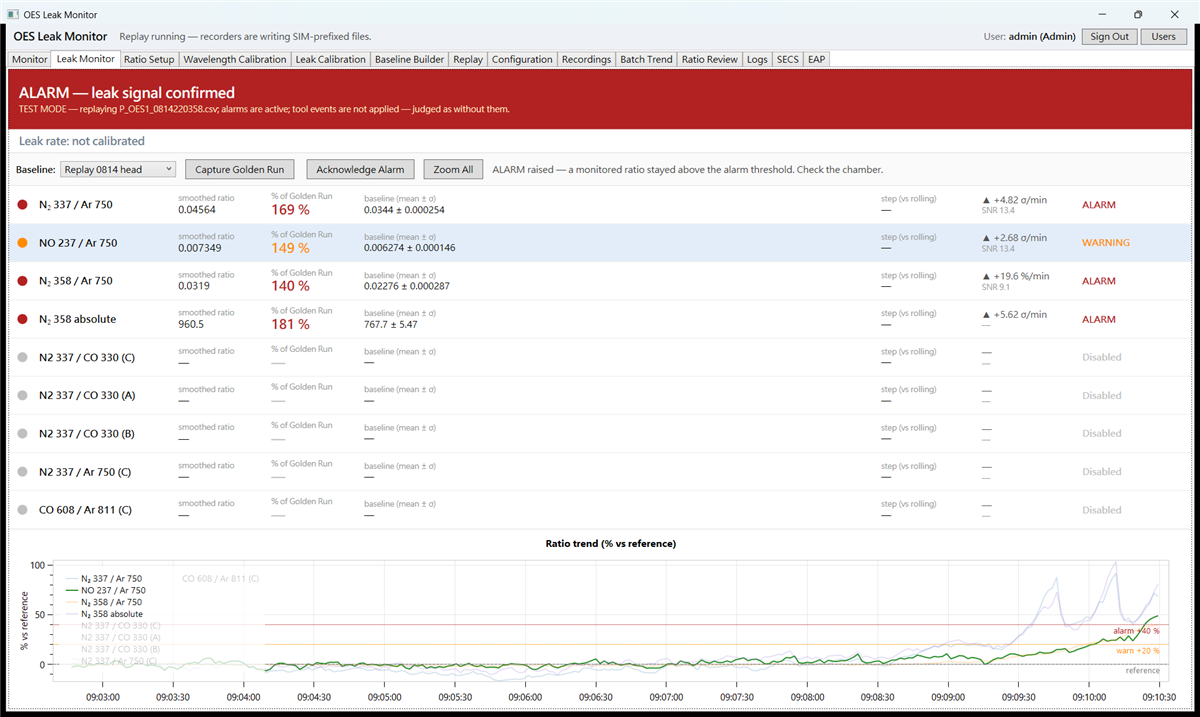 OES Leak Monitor
OES Leak Monitor Replay running — recorders are writing SIM-prefixed files. User: admin (Admin) Sign Out Users
Monitor Leak Monitor Ratio Setup Wavelength Calibration Leak Calibration Baseline Builder Replay Configuration Recordings Batch Trend Ratio Review Logs SECS EAP
ALARM — leak signal confirmed
TEST MODE — replaying P_OES1_0814220358.csv; alarms are active; tool events are not applied — judged as without them.
Leak rate: not calibrated
Baseline: Replay 0814 head Capture Golden Run Acknowledge Alarm Zoom All ALARM raised — a monitored ratio stayed above the alarm threshold. Check the chamber.
smoothed ratio % of Golden Run baseline (mean ± σ) step (vs rolling) ▲ +4.82 σ/min
N₂ 337 / Ar 750 0.04564 169 % 0.0344 ± 0.000254 — SNR 13.4 ALARM
smoothed ratio % of Golden Run baseline (mean ± σ) step (vs rolling) ▲ +2.68 σ/min
NO 237 / Ar 750 0.007349 149 % 0.006274 ± 0.000146 — SNR 13.4 WARNING
smoothed ratio % of Golden Run baseline (mean ± σ) step (vs rolling) ▲ +19.6 %/min
N₂ 358 / Ar 750 0.0319 140 % 0.02276 ± 0.000287 — SNR 9.1 ALARM
smoothed ratio % of Golden Run baseline (mean ± σ) step (vs rolling) ▲ +5.62 σ/min
N₂ 358 absolute 960.5 181 % 767.7 ± 5.47 — — ALARM
smoothed ratio % of Golden Run baseline (mean ± σ) step (vs rolling) —
N2 337 / CO 330 (C) — — — — — Disabled
smoothed ratio % of Golden Run baseline (mean ± σ) step (vs rolling) —
N2 337 / CO 330 (A) — — — — — Disabled
smoothed ratio % of Golden Run baseline (mean ± σ) step (vs rolling) —
N2 337 / CO 330 (B) — — — — — Disabled
smoothed ratio % of Golden Run baseline (mean ± σ) step (vs rolling) —
N2 337 / Ar 750 (C) — — — — — Disabled
smoothed ratio % of Golden Run baseline (mean ± σ) step (vs rolling) —
CO 608 / Ar 811 (C) — — — — — Disabled
Ratio trend (% vs reference)
% vs reference
100
50
0
N₂ 337 / Ar 750 CO 608 / Ar 811 (C)
NO 237 / Ar 750
N₂ 358 / Ar 750
N₂ 358 absolute
N2 337 / CO 330 (C)
N2 337 / CO 330 (A)
N2 337 / CO 330 (B)
N2 337 / Ar 750 (C)
alarm +40 %
warn +20 %
reference
09:03:00 09:03:30 09:04:00 09:04:30 09:05:00 09:05:30 09:06:00 09:06:30 09:07:00 09:07:30 09:08:00 09:08:30 09:09:00 09:09:30 09:10:00 09:10:30